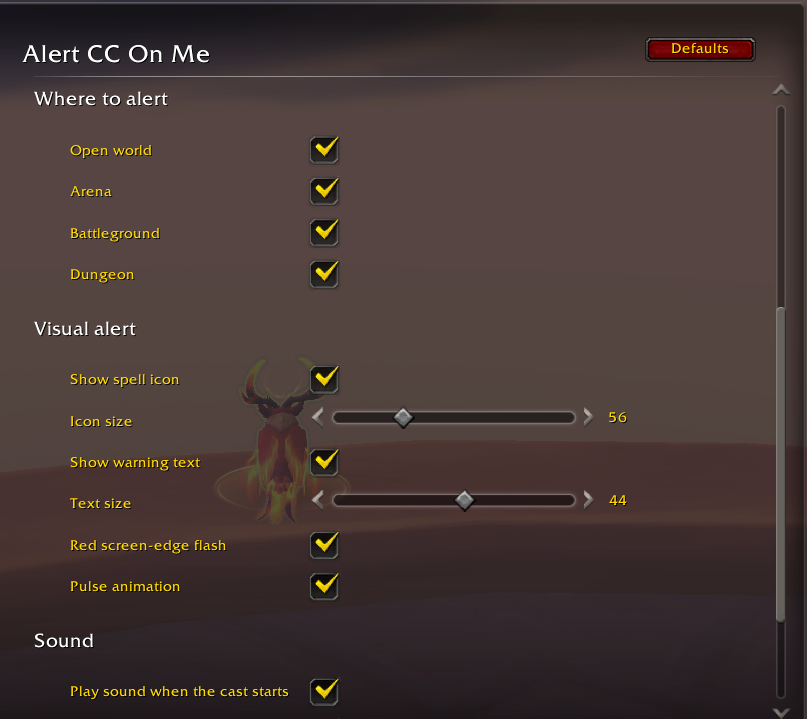 Alert CC On Me
Defaults
Where to alert
Open world
Arena
Battleground
Dungeon
Visual alert
Show spell icon
Icon size
56
Show warning text
Text size
44
Red screen-edge flash
Pulse animation
Sound
Play sound when the cast starts